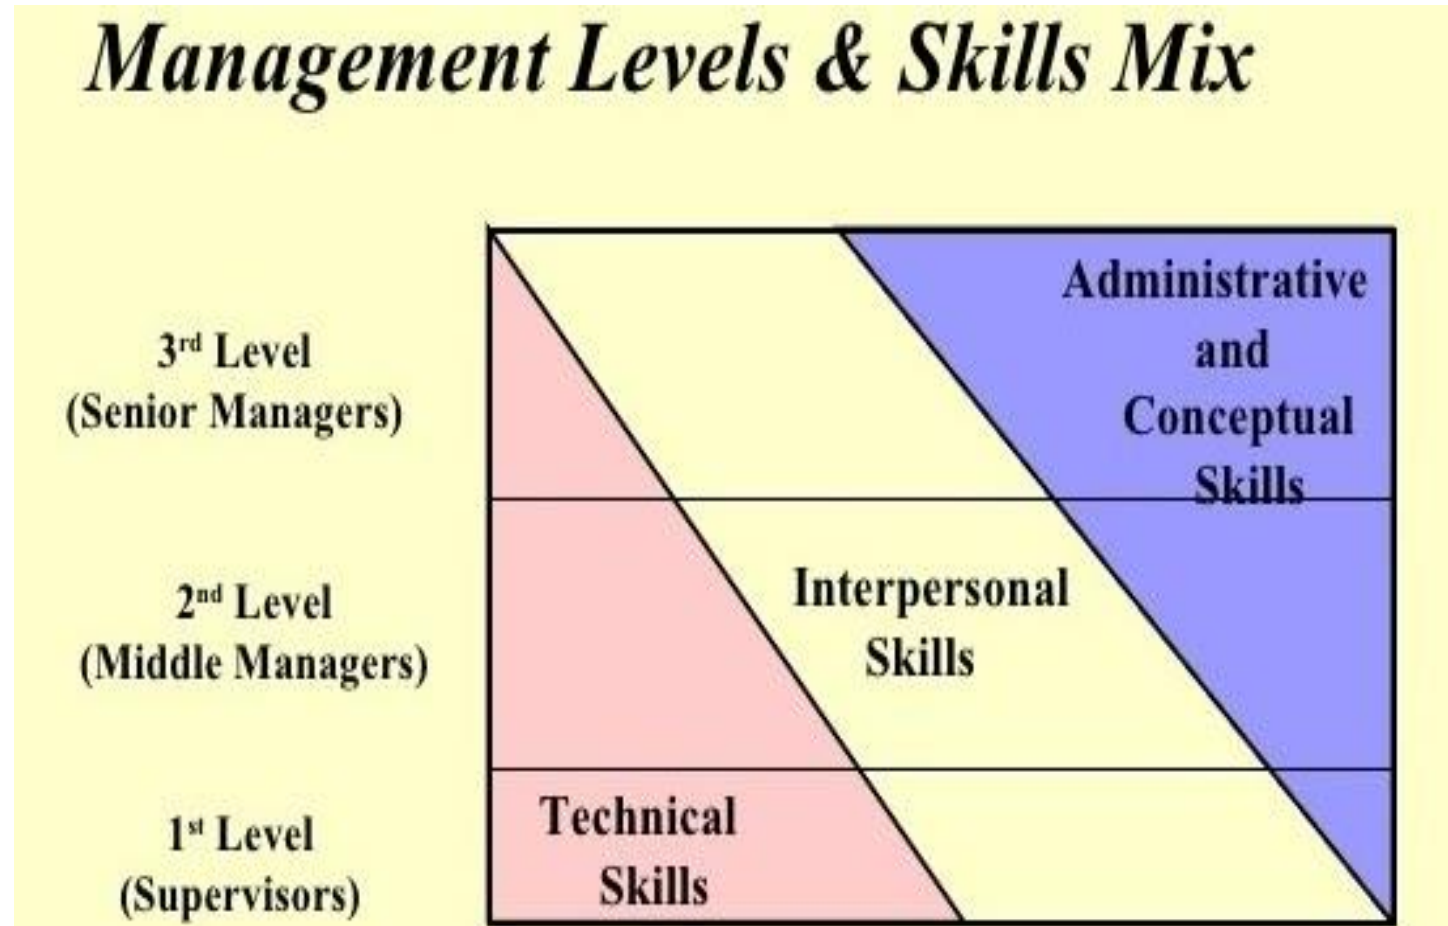 Management Levels & Skills Mix
Administrative
and
Conceptual
Skills
3rd Level
(Senior Managers)
Interpersonal
Skills
2nd Level
(Middle Managers)
Technical
Skills
1st Level
(Supervisors)